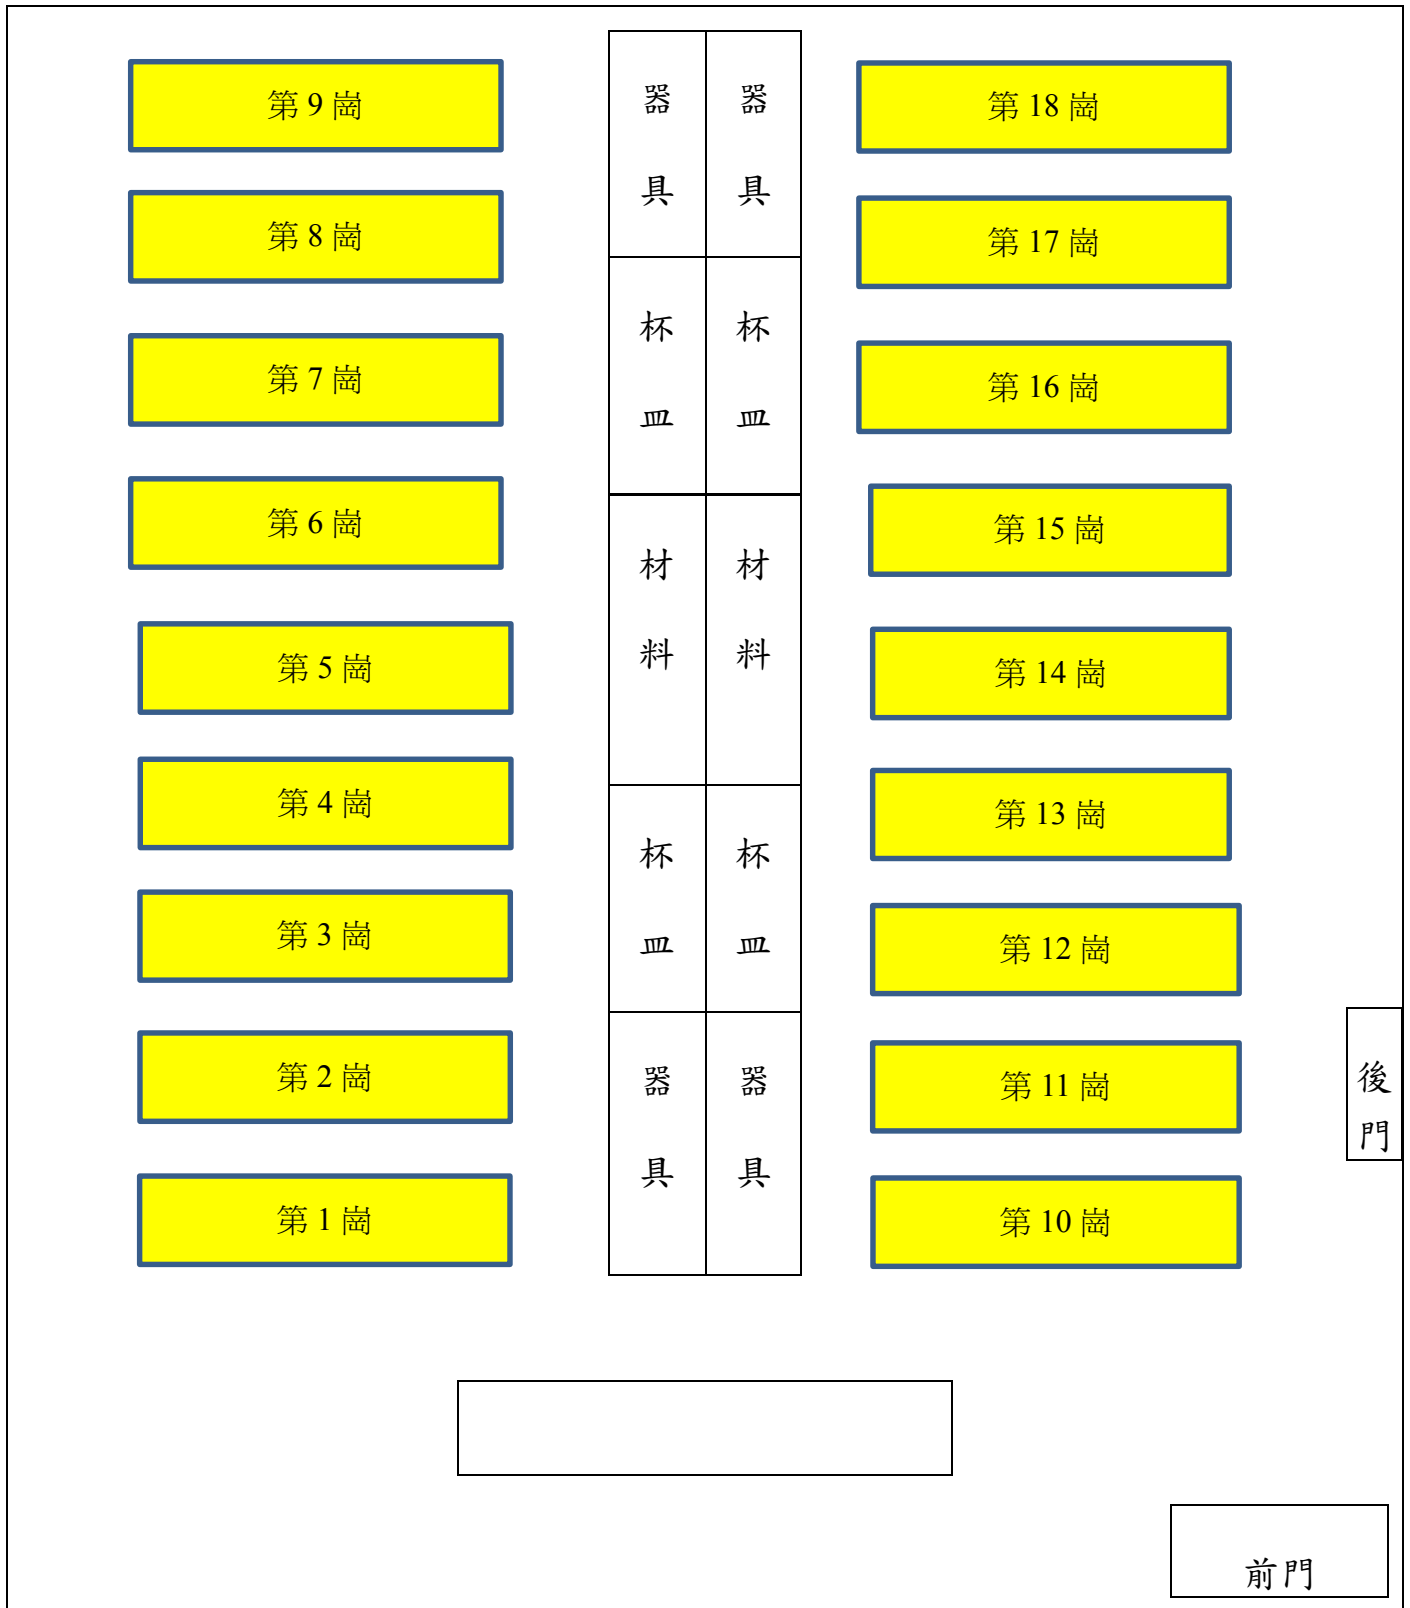 第 9 崗
第 8 崗
第 7 崗
第 6 崗
第 5 崗
第 4 崗
第 3 崗
第 2 崗
第 1 崗
器具
杯皿
材料
杯皿
器具
器具
杯皿
材料
杯皿
器具
第 18 崗
第 17 崗
第 16 崗
第 15 崗
第 14 崗
第 13 崗
第 12 崗
第 11 崗
第 10 崗
後門
前門